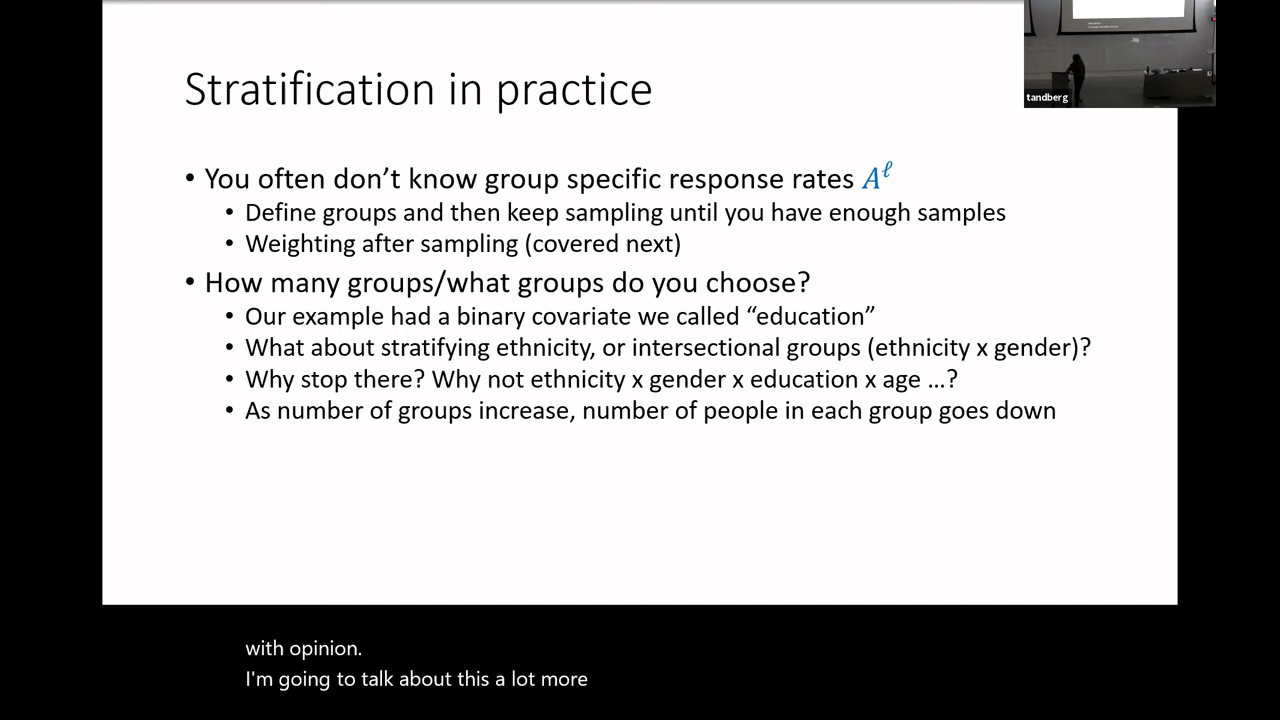 Stratification in practice
tandberg
• You often don’t know group specific response rates A^ℓ
• Define groups and then keep sampling until you have enough samples
• Weighting after sampling (covered next)
• How many groups/what groups do you choose?
• Our example had a binary covariate we called “education”
• What about stratifying ethnicity, or intersectional groups (ethnicity x gender)?
• Why stop there? Why not ethnicity x gender x education x age …?
• As number of groups increase, number of people in each group goes down
with opinion.
I'm going to talk about this a lot more